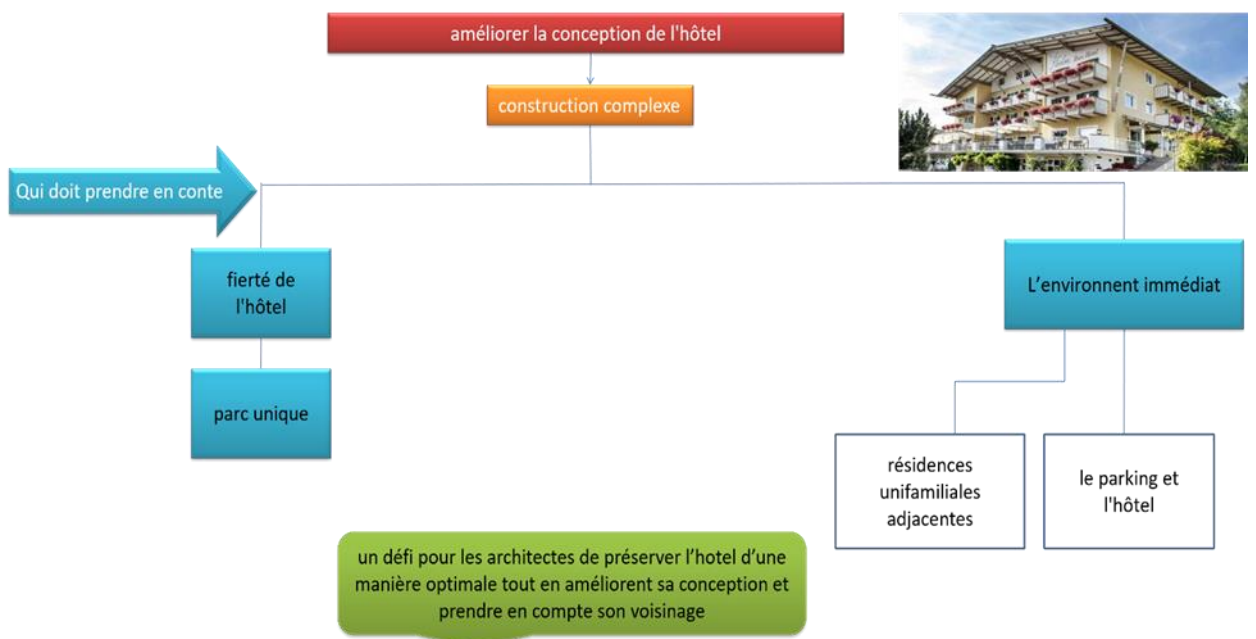 améliorer la conception de l'hôtel
construction complexe
Qui doit prendre en conte
fierté de
l'hôtel
L’environnent immédiat
parc unique
résidences
unifamiliales
adjacentes
le parking et
l'hôtel
un défi pour les architectes de préserver l’hotel d’une
manière optimale tout en améliorent sa conception et
prendre en compte son voisinage